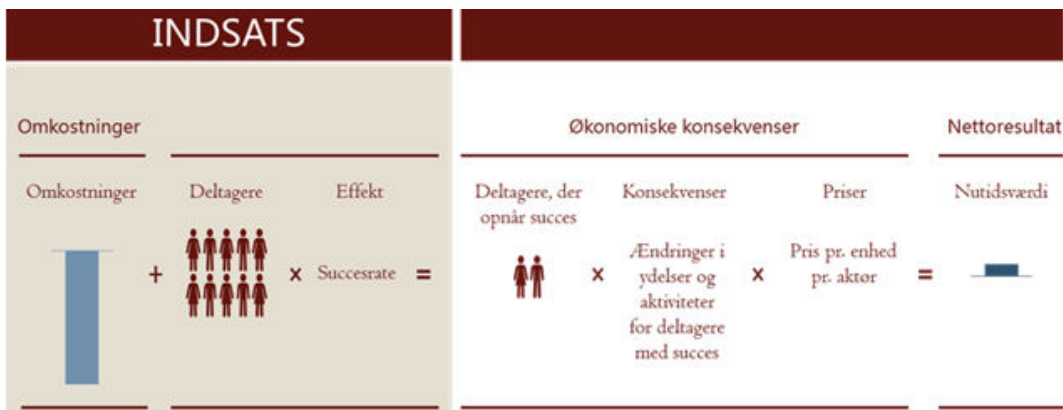 INDSATS
Omkostninger
Økonomiske konsekvenser
Nettoresultat
Omkostninger
Deltagere
Effekt
Deltagere, der
opnår succes
Konsekvenser
Priser
Nutidsværdi
+
×
Succesrate
=
×
Ændringer i
ydelser og
aktiviteter
for deltagere
med succes
×
Pris pr. enhed
pr. aktør
=